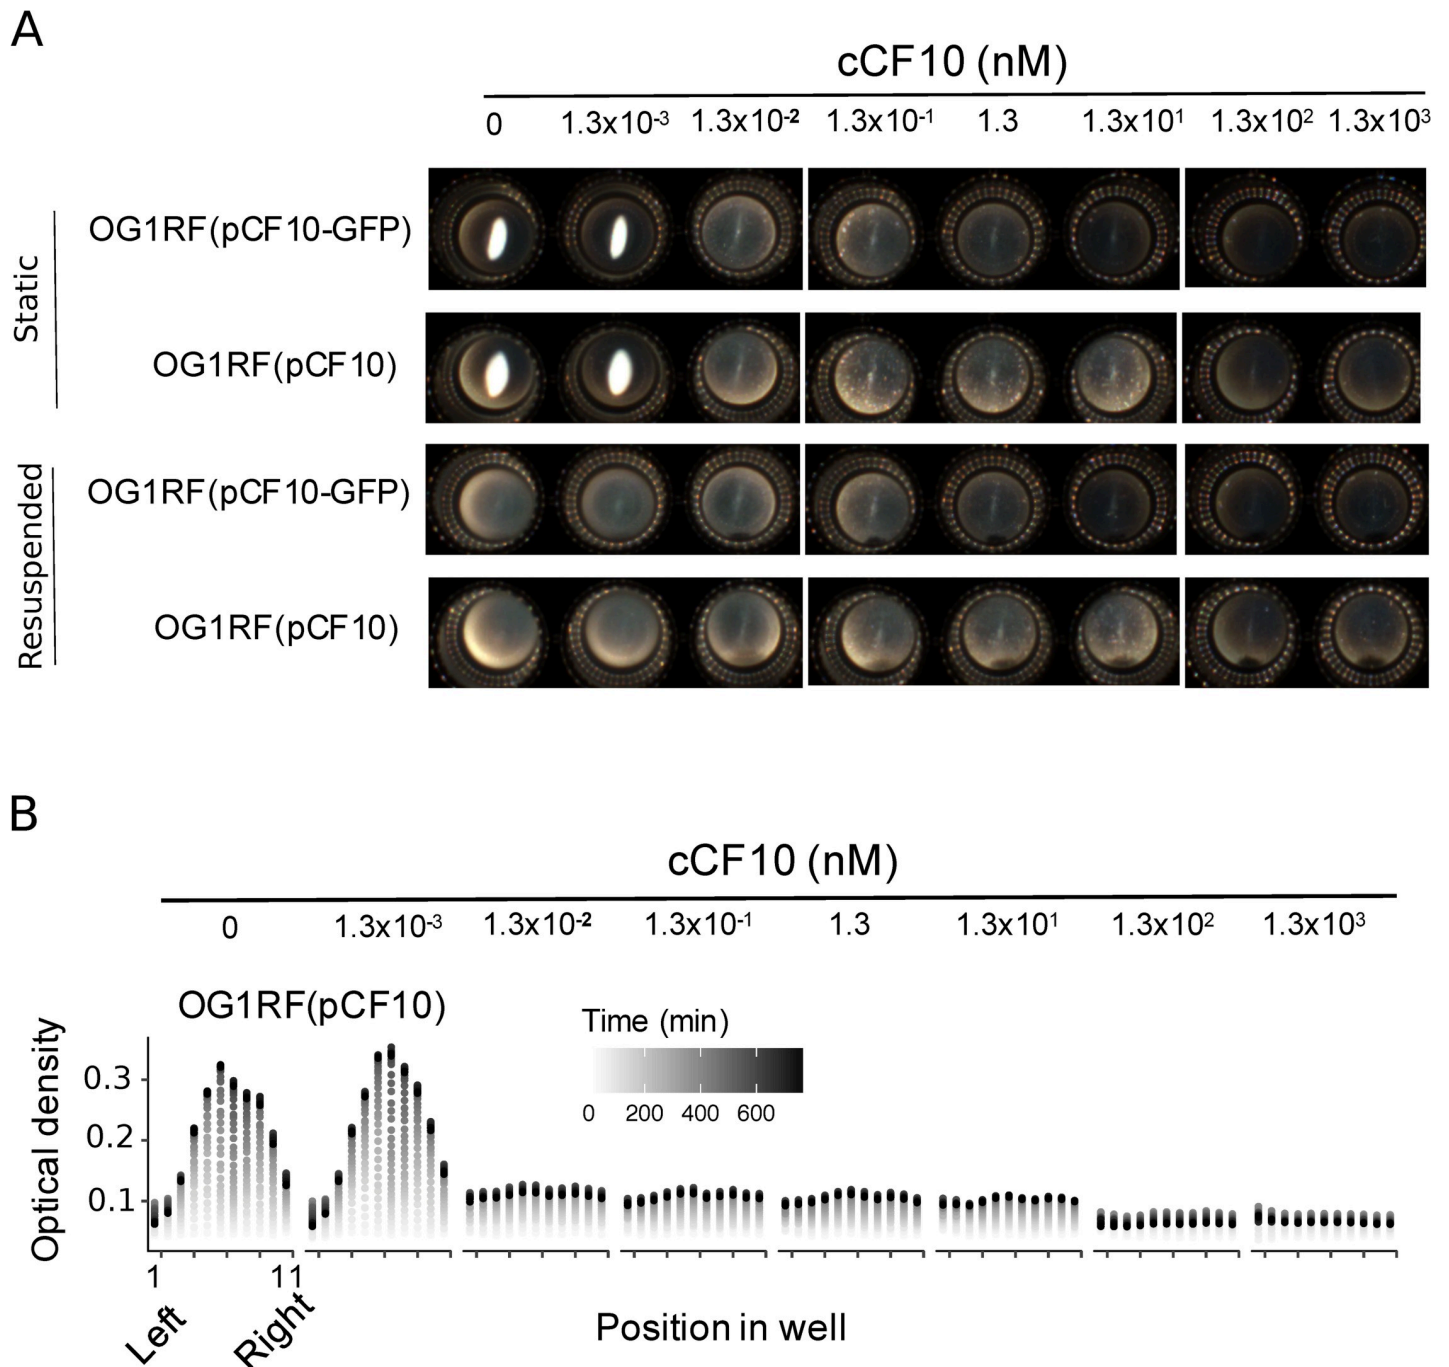 A
cCF10 (nM)
0 1.3x10⁻³ 1.3x10⁻² 1.3x10⁻¹ 1.3 1.3x10¹ 1.3x10² 1.3x10³
Static
OG1RF(pCF10-GFP)
OG1RF(pCF10)
Resuspended
OG1RF(pCF10-GFP)
OG1RF(pCF10)
B
cCF10 (nM)
0 1.3x10⁻³ 1.3x10⁻² 1.3x10⁻¹ 1.3 1.3x10¹ 1.3x10² 1.3x10³
OG1RF(pCF10)
Time (min)
0 200 400 600
Optical density
0.3
0.2
0.1
1 11
Left Right
Position in well